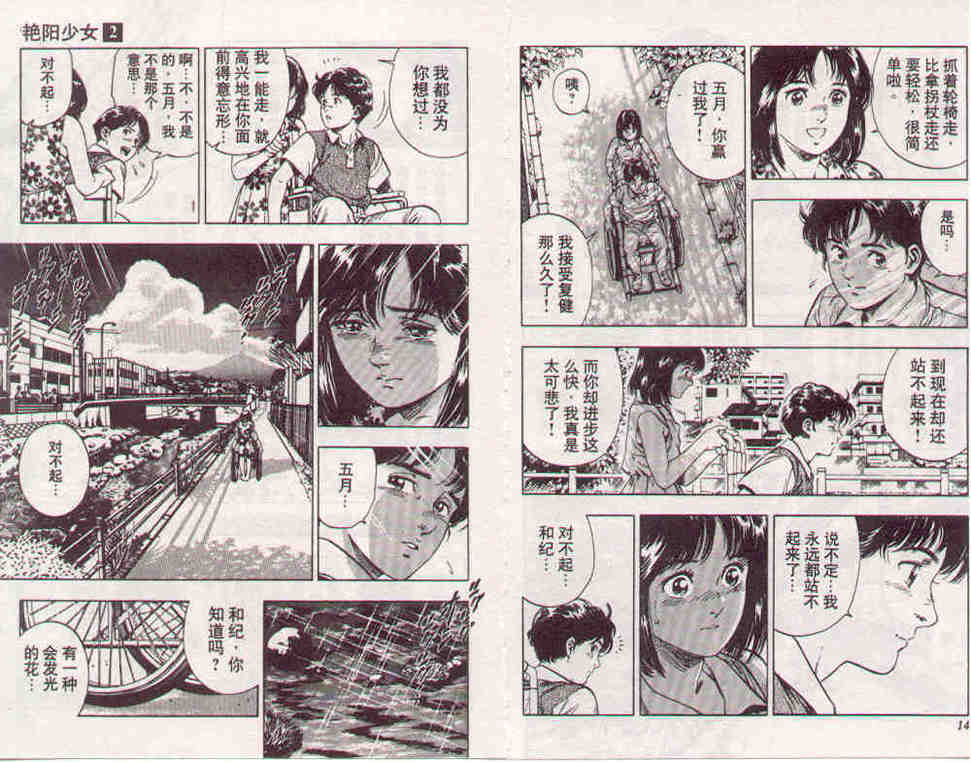 抓着轮椅走，
比拿拐杖走还
要轻松，很简
单啦。
是吗…
五月，你赢
过我了！
咦？
我接受复健
那么久了！
到现在却还
站不起来！
而你却进步这
么快，我真是
太可悲了！
说不定…我
永远都站不
起来了…
对不起…
和纪…
14
艳阳少女 2
我都没为
你想过…
我一能走，就
高兴地在你面
前得意忘形…
啊…不，不是
的，五月，我
不是那个
意思…
对不起…
五月…
对不起…
和纪，你
知道吗？
有一种
会发光
的花…